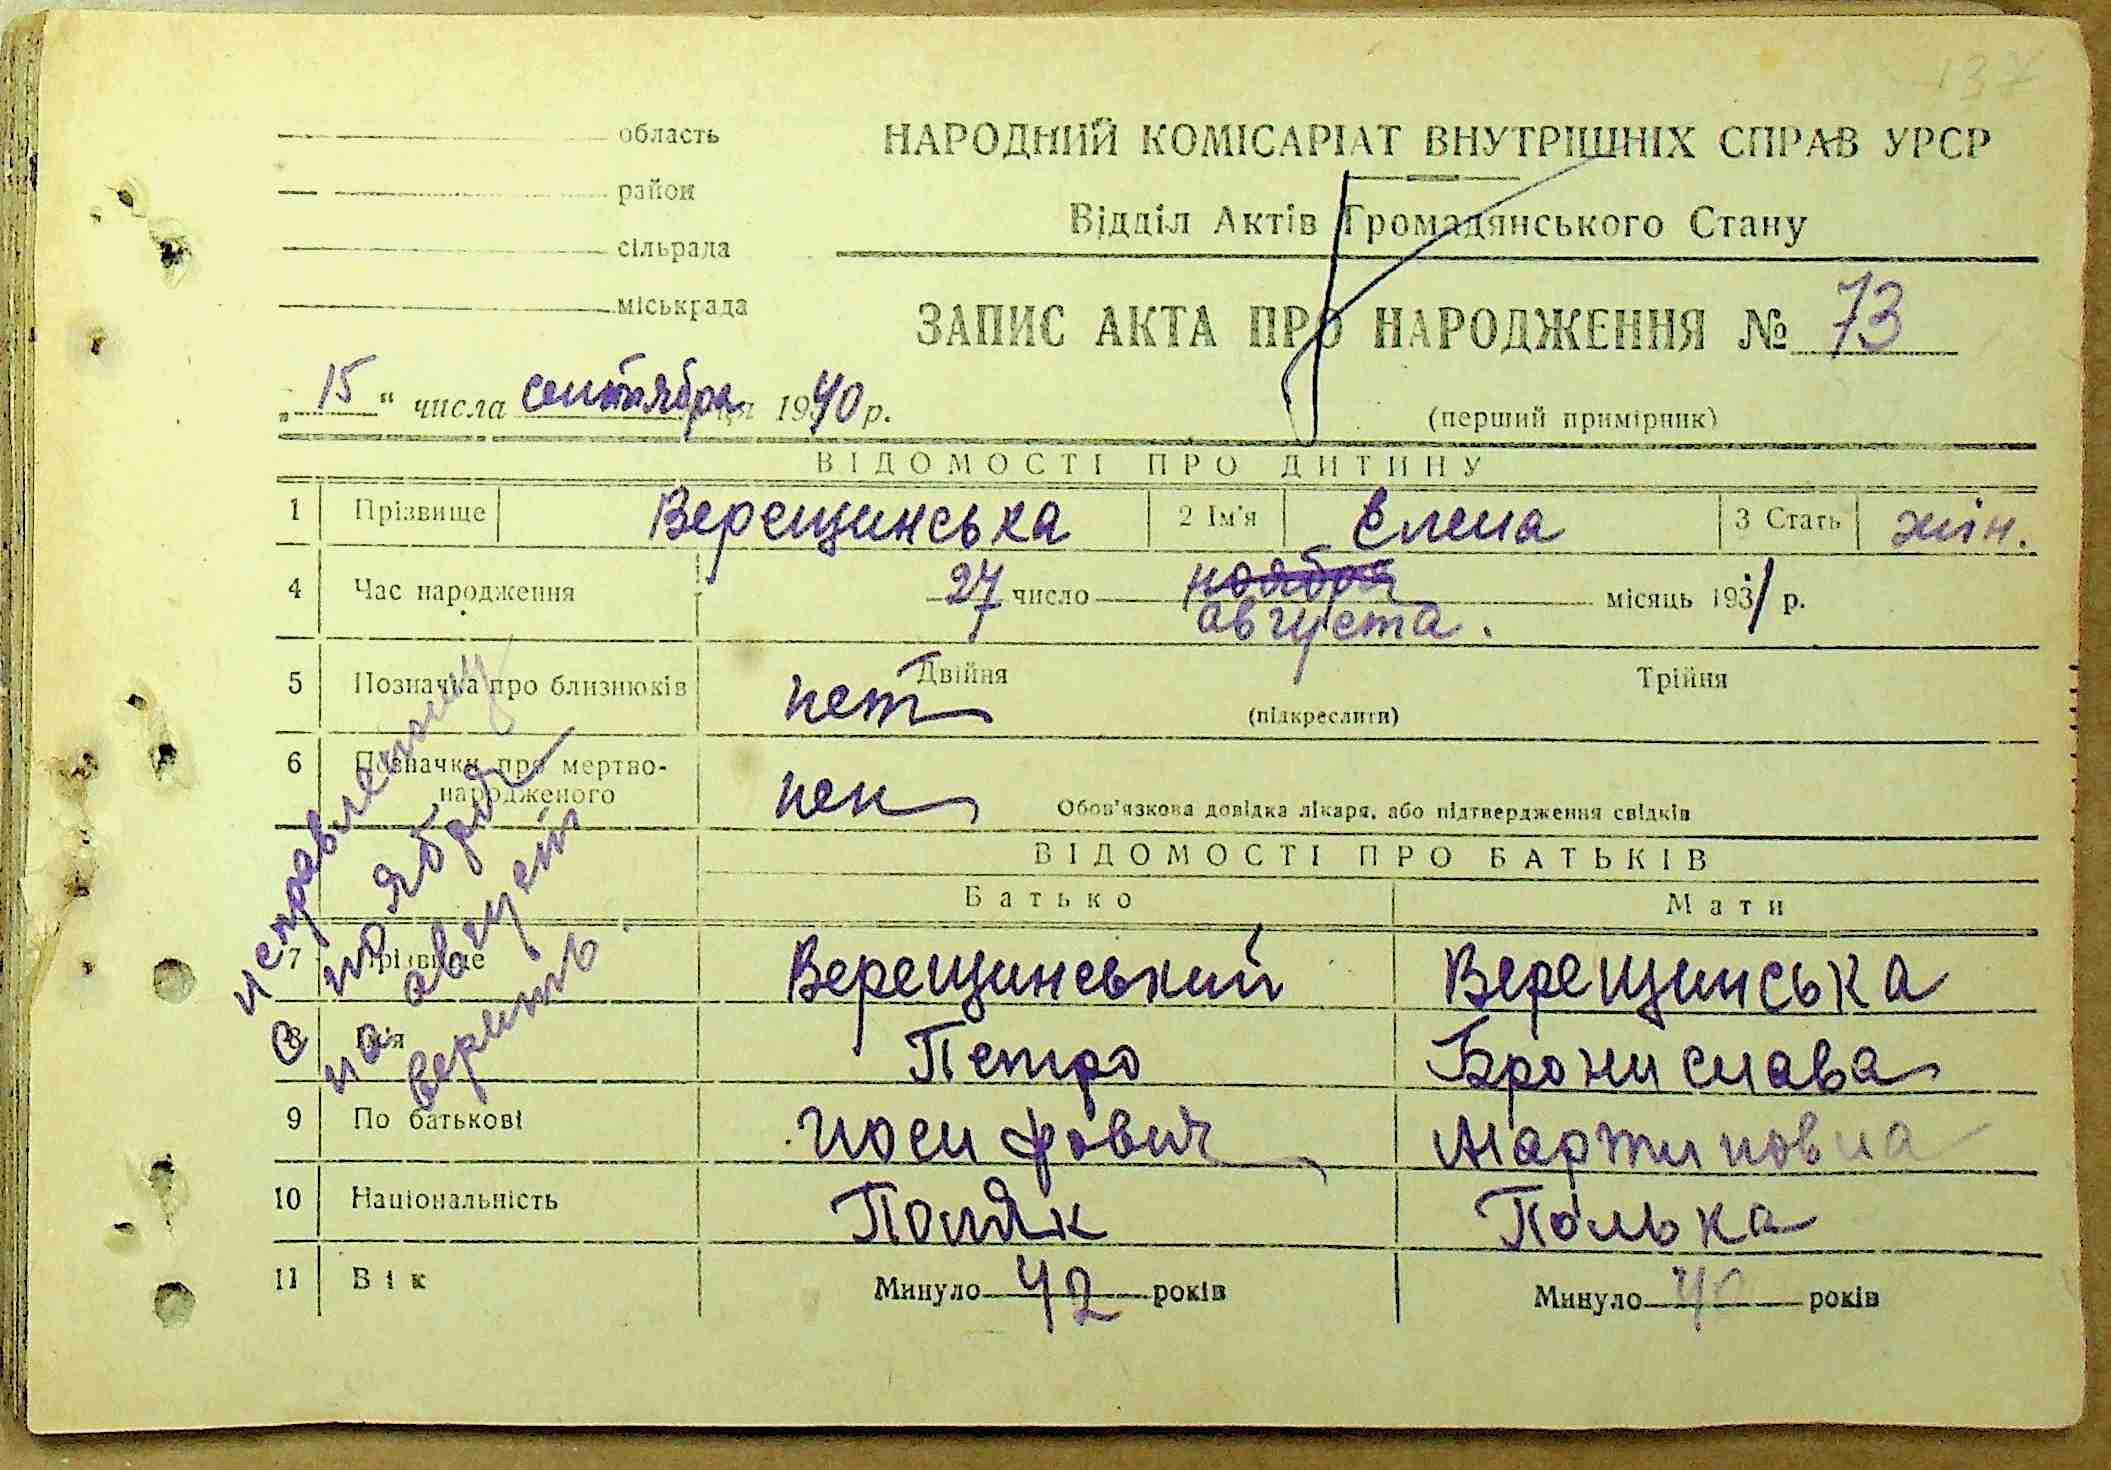 137
область
район
сільрада
міськрада
НАРОДНИЙ КОМІСАРІАТ ВНУТРІШНІХ СПРАВ УРСР
Відділ Актів Громадянського Стану
ЗАПИС АКТА ПРО НАРОДЖЕННЯ № 73
„15“ числа сентября ця 1940 р.
(перший примірник)
ВІДОМОСТІ ПРО ДИТИНУ
1 Прізвище Верещинська 2 Ім'я Елена 3 Стать жін.
4 Час народження 27 число ноября місяць 1931 р.
августа.
5 Позначка про близнюків нет Двійня Трійня
(підкреслити)
6 Позначки про мертво-
народженого нет Обов'язкова довідка лікаря, або підтвердження свідків
ВІДОМОСТІ ПРО БАТЬКІВ
Батько Мати
7 Прізвище Верещинський Верещинська
8 Ім'я Петро Бронислава
9 По батькові Иосифович Мартиновна
10 Національність Поляк Полька
11 Вік Минуло 42 років Минуло 40 років
исправленному
с ноября
на август
верить.